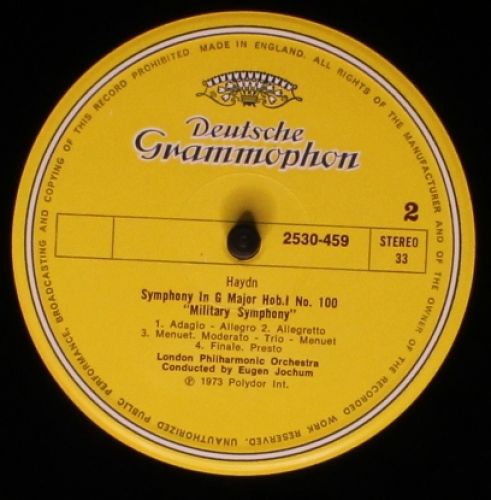 UNAUTHORIZED PUBLIC PERFORMANCE, BROADCASTING AND COPYING OF THIS RECORD PROHIBITED. MADE IN ENGLAND. ALL RIGHTS OF THE MANUFACTURER AND OF THE OWNER OF THE RECORDED WORK RESERVED.
Deutsche
Grammophon
2
2530-459
STEREO
33
Haydn
Symphony In G Major Hob.I No. 100
"Military Symphony"
1. Adagio - Allegro 2. Allegretto
3. Menuet. Moderato - Trio - Menuet
4. Finale. Presto
London Philharmonic Orchestra
Conducted by Eugen Jochum
℗ 1973 Polydor Int.